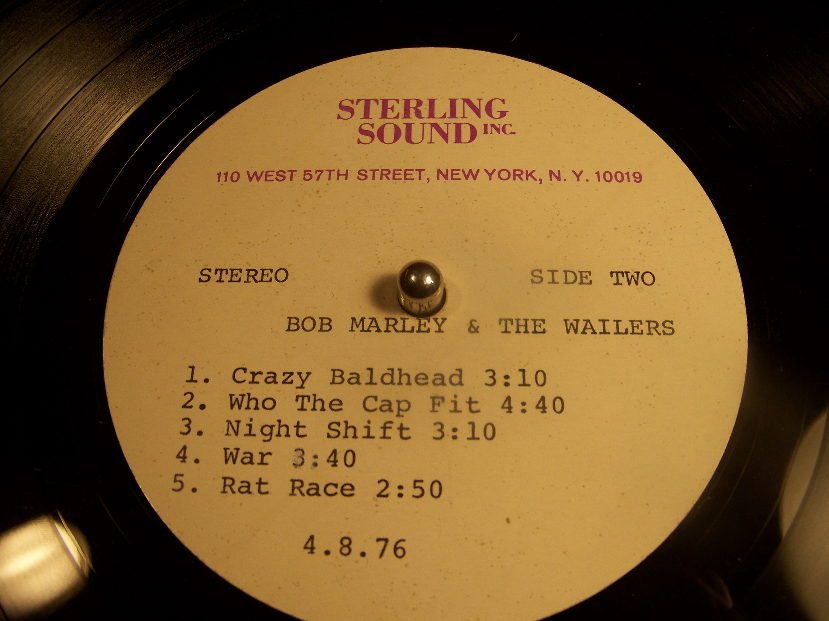 STERLING
SOUND INC.
110 WEST 57TH STREET, NEW YORK, N. Y. 10019
STEREO SIDE TWO
BOB MARLEY & THE WAILERS
1. Crazy Baldhead 3:10
2. Who The Cap Fit 4:40
3. Night Shift 3:10
4. War 3:40
5. Rat Race 2:50
4.8.76